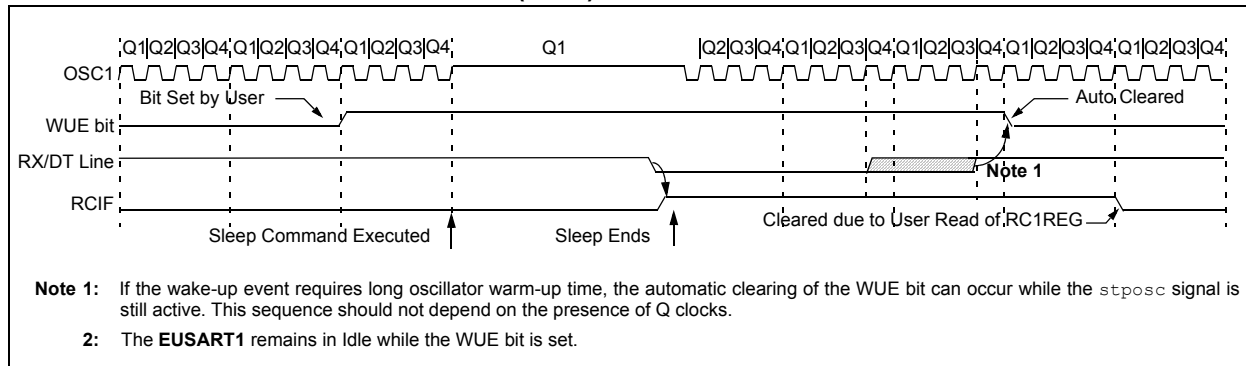 Q1|Q2|Q3|Q4|Q1|Q2|Q3|Q4|Q1|Q2|Q3|Q4 Q1 Q2|Q3|Q4|Q1|Q2|Q3|Q4|Q1|Q2|Q3|Q4|Q1|Q2|Q3|Q4|Q1|Q2|Q3|Q4
OSC1
Bit Set by User Auto Cleared
WUE bit
RX/DT Line
Note 1
RCIF
Cleared due to User Read of RC1REG
Sleep Command Executed Sleep Ends
Note 1: If the wake-up event requires long oscillator warm-up time, the automatic clearing of the WUE bit can occur while the stposc signal is
still active. This sequence should not depend on the presence of Q clocks.
2: The EUSART1 remains in Idle while the WUE bit is set.